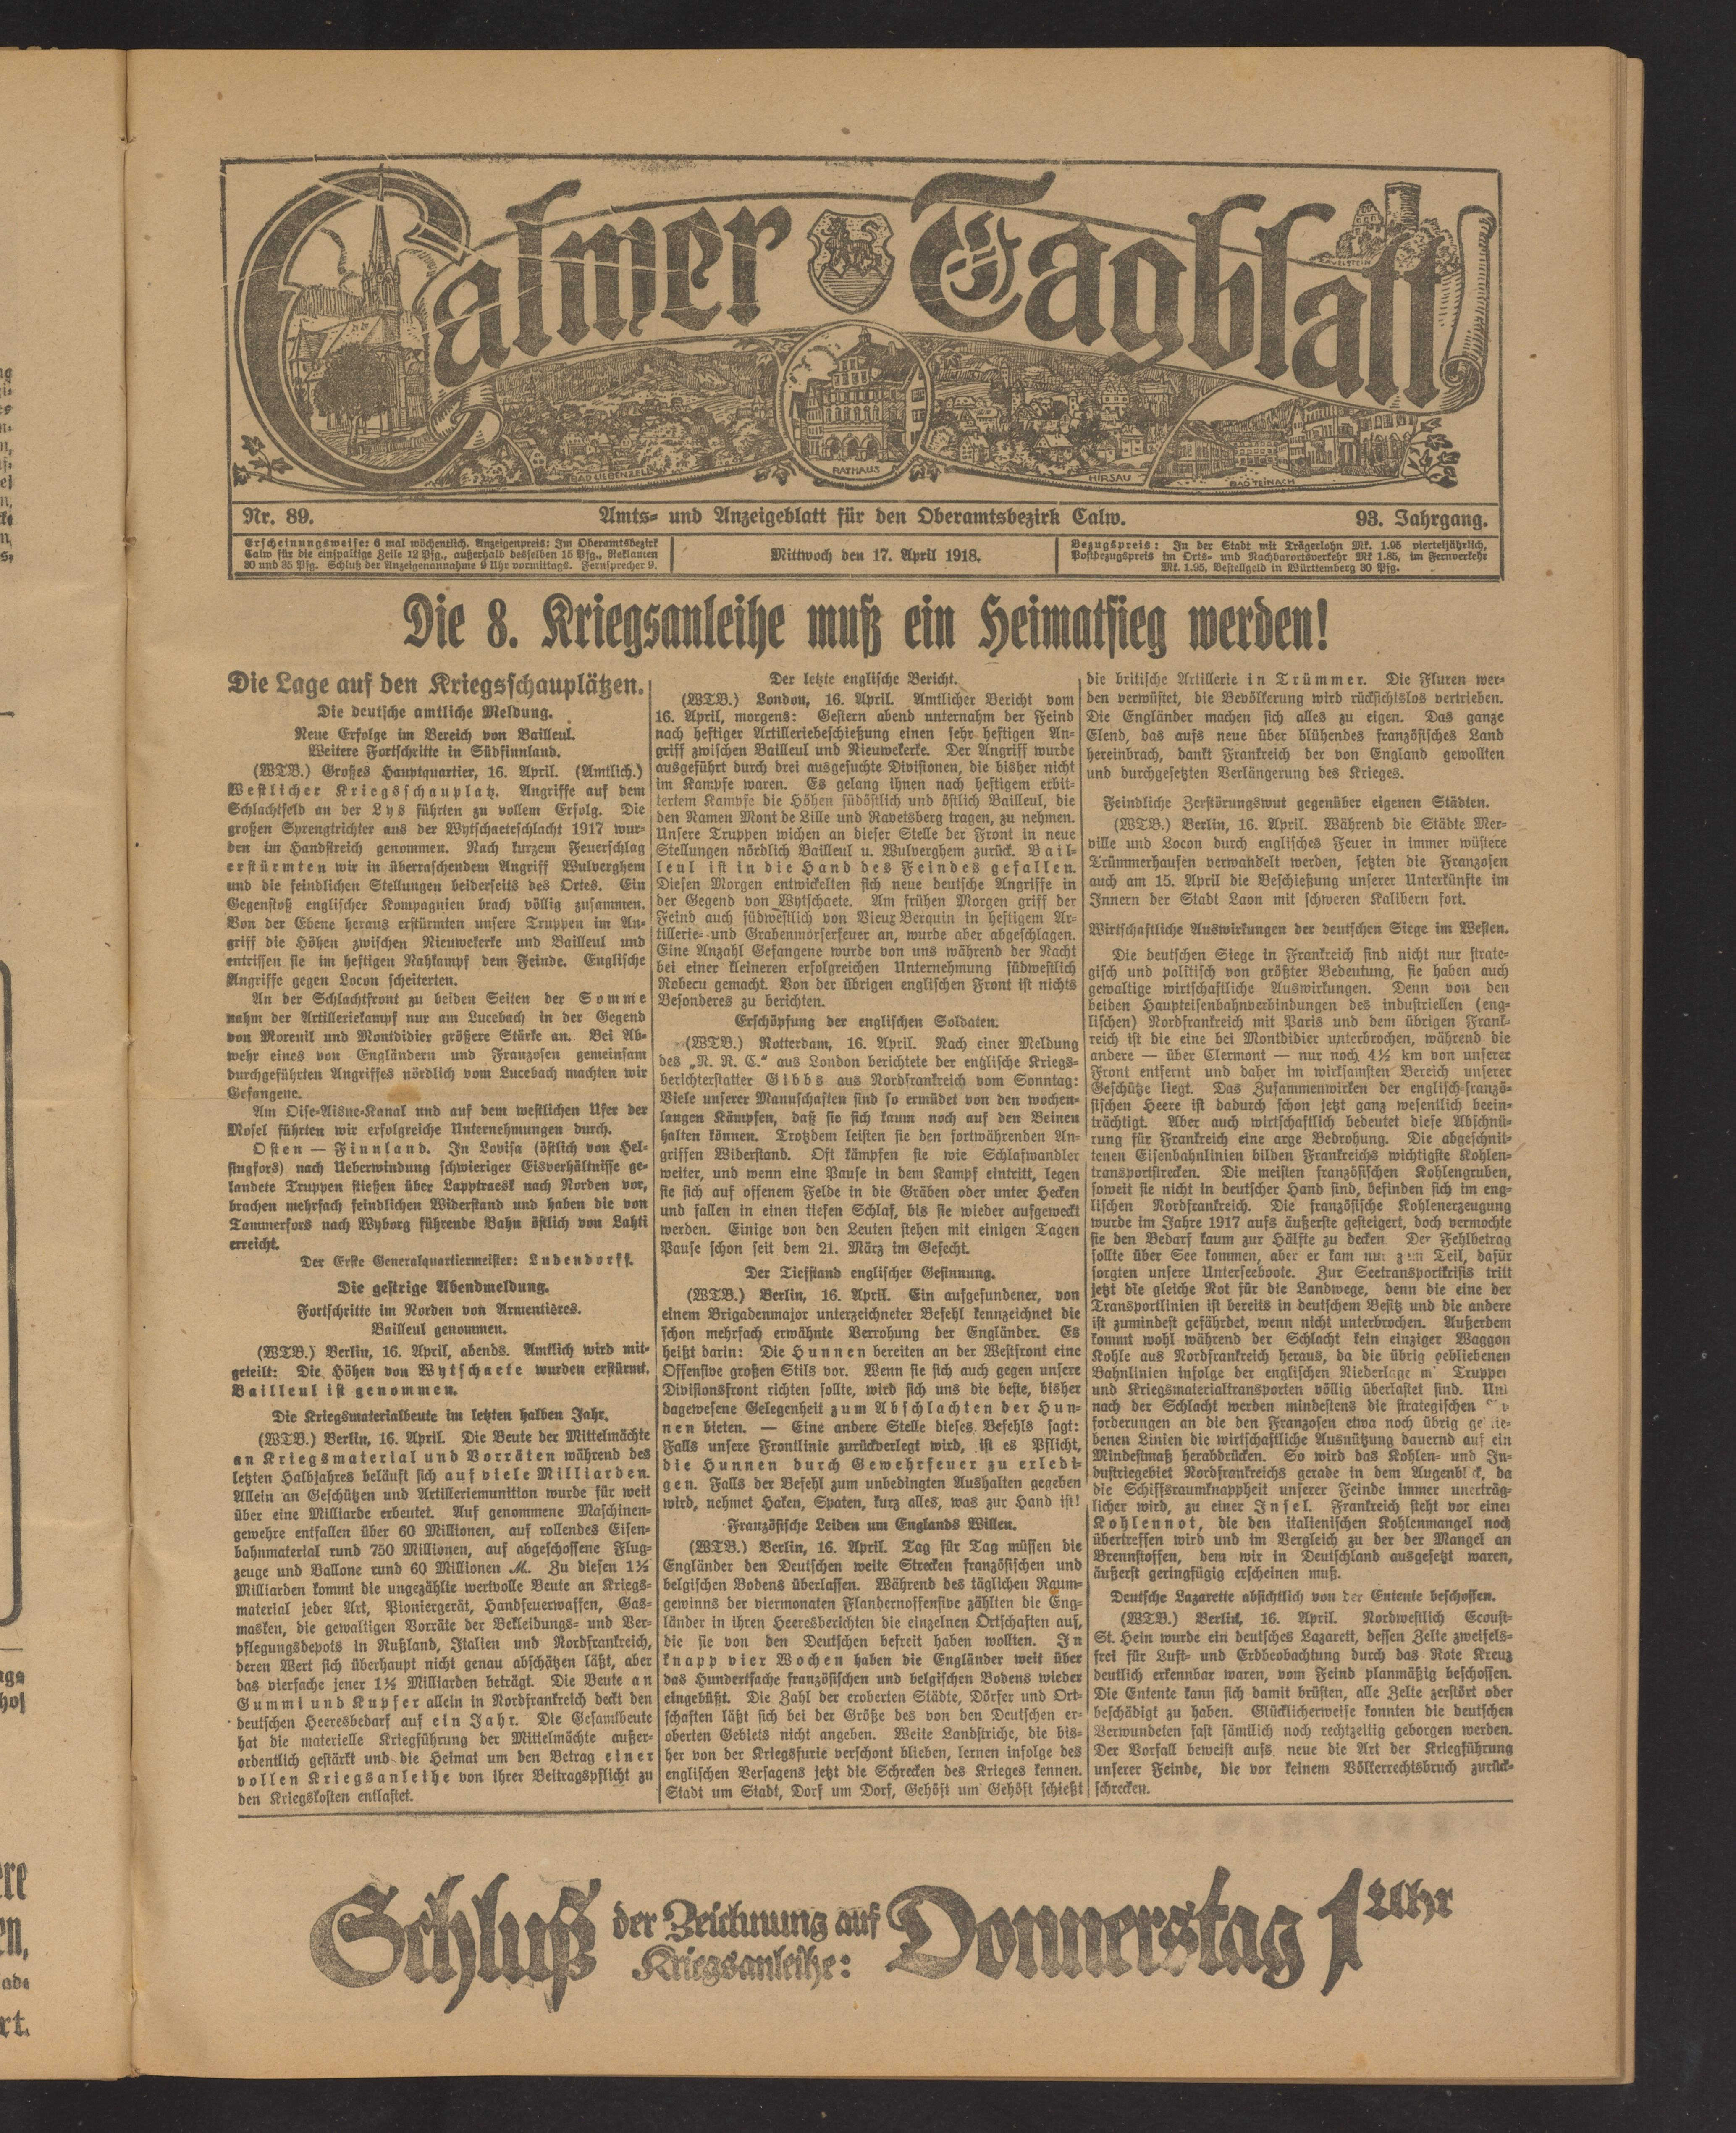 Calwer Tagblatt
ZAVELSTEIN
BAD LIEBENZELL
RATHAUS
HIRSAU
BAD TEINACH
Nr. 89.
Amts- und Anzeigeblatt für den Oberamtsbezirk Calw.
93. Jahrgang.
Erscheinungsweise: 6 mal wöchentlich. Anzeigenpreis: Im Oberamtsbezirk
Calw für die einspaltige Zeile 12 Pfg., außerhalb desselben 15 Pfg., Reklamen
30 und 35 Pfg. Schluß der Anzeigenannahme 9 Uhr vormittags. Fernsprecher 9.
Mittwoch den 17. April 1918.
Bezugspreis: In der Stadt mit Trägerlohn Mk. 1.95 vierteljährlich,
Postbezugspreis im Orts- und Nachbarortsverkehr Mk 1.85, im Fernverkehr
Mk. 1.95, Bestellgeld in Württemberg 30 Pfg.
Die 8. Kriegsanleihe muß ein Heimatsieg werden!
Die Lage auf den Kriegsschauplätzen.
Die deutsche amtliche Meldung.
Neue Erfolge im Bereich von Bailleul.
Weitere Fortschritte in Südfinnland.
(WTB.) Großes Hauptquartier, 16. April. (Amtlich.)
Westlicher Kriegsschauplatz. Angriffe auf dem
Schlachtfeld an der Lys führten zu vollem Erfolg. Die
großen Sprengtrichter aus der Wytschaeteschlacht 1917 wur-
den im Handstreich genommen. Nach kurzem Feuerschlag
erstürmten wir in überraschendem Angriff Wulverghem
und die feindlichen Stellungen beiderseits des Ortes. Ein
Gegenstoß englischer Kompagnien brach völlig zusammen.
Von der Ebene heraus erstürmten unsere Truppen im An-
griff die Höhen zwischen Nieuwekerke und Bailleul und
entrissen sie im heftigen Nahkampf dem Feinde. Englische
Angriffe gegen Locon scheiterten.
An der Schlachtfront zu beiden Seiten der Somme
nahm der Artilleriekampf nur am Lucebach in der Gegend
von Moreuil und Montdidier größere Stärke an. Bei Ab-
wehr eines von Engländern und Franzosen gemeinsam
durchgeführten Angriffes nördlich vom Lucebach machten wir
Gefangene.
Am Oise-Aisne-Kanal und auf dem westlichen Ufer der
Mosel führten wir erfolgreiche Unternehmungen durch.
Osten — Finnland. In Lovisa (östlich von Hel-
singfors) nach Ueberwindung schwieriger Eisverhältnisse ge-
landete Truppen stießen über Lapptraesk nach Norden vor,
brachen mehrfach feindlichen Widerstand und haben die von
Tammerfors nach Wyborg führende Bahn östlich von Lahti
erreicht.
Der Erste Generalquartiermeister: Ludendorff.
Die gestrige Abendmeldung.
Fortschritte im Norden von Armentières.
Bailleul genommen.
(WTB.) Berlin, 16. April, abends. Amtlich wird mit-
geteilt: Die Höhen von Wytschaete wurden erstürmt.
Bailleul ist genommen.
Die Kriegsmaterialbeute im letzten halben Jahr.
(WTB.) Berlin, 16. April. Die Beute der Mittelmächte
an Kriegsmaterial und Vorräten während des
letzten Halbjahres beläuft sich auf viele Milliarden.
Allein an Geschützen und Artilleriemunition wurde für weit
über eine Milliarde erbeutet. Auf genommene Maschinen-
gewehre entfallen über 60 Millionen, auf rollendes Eisen-
bahnmaterial rund 750 Millionen, auf abgeschossene Flug-
zeuge und Ballone rund 60 Millionen M. Zu diesen 1½
Milliarden kommt die ungezählte wertvolle Beute an Kriegs-
material jeder Art, Pioniergerät, Handfeuerwaffen, Gas-
masken, die gewaltigen Vorräte der Bekleidungs- und Ver-
pflegungsdepots in Rußland, Italien und Nordfrankreich,
deren Wert sich überhaupt nicht genau abschätzen läßt, aber
das vierfache jener 1½ Milliarden beträgt. Die Beute an
Gummi und Kupfer allein in Nordfrankreich deckt den
deutschen Heeresbedarf auf ein Jahr. Die Gesamtbeute
hat die materielle Kriegführung der Mittelmächte außer-
ordentlich gestärkt und die Heimat um den Betrag einer
vollen Kriegsanleihe von ihrer Beitragspflicht zu
den Kriegskosten entlastet.
Der letzte englische Bericht.
(WTB.) London, 16. April. Amtlicher Bericht vom
16. April, morgens: Gestern abend unternahm der Feind
nach heftiger Artilleriebeschießung einen sehr heftigen An-
griff zwischen Bailleul und Nieuwekerke. Der Angriff wurde
ausgeführt durch drei ausgesuchte Divisionen, die bisher nicht
im Kampfe waren. Es gelang ihnen nach heftigem erbit-
tertem Kampfe die Höhen südöstlich und östlich Bailleul, die
den Namen Mont de Lille und Ravelsberg tragen, zu nehmen.
Unsere Truppen wichen an dieser Stelle der Front in neue
Stellungen nördlich Bailleul u. Wulverghem zurück. Bail-
leul ist in die Hand des Feindes gefallen.
Diesen Morgen entwickelten sich neue deutsche Angriffe in
der Gegend von Wytschaete. Am frühen Morgen griff der
Feind auch südwestlich von Vieux Berquin in heftigem Ar-
tillerie- und Grabenmörserfeuer an, wurde aber abgeschlagen.
Eine Anzahl Gefangene wurde von uns während der Nacht
bei einer kleineren erfolgreichen Unternehmung südwestlich
Robecu gemacht. Von der übrigen englischen Front ist nichts
Besonderes zu berichten.
Erschöpfung der englischen Soldaten.
(WTB.) Rotterdam, 16. April. Nach einer Meldung
des „N. R. C.“ aus London berichtete der englische Kriegs-
berichterstatter Gibbs aus Nordfrankreich vom Sonntag:
Viele unserer Mannschaften sind so ermüdet von den wochen-
langen Kämpfen, daß sie sich kaum noch auf den Beinen
halten können. Trotzdem leisten sie den fortwährenden An-
griffen Widerstand. Oft kämpfen sie wie Schlafwandler
weiter, und wenn eine Pause in dem Kampf eintritt, legen
sie sich auf offenem Felde in die Gräben oder unter Hecken
und fallen in einen tiefen Schlaf, bis sie wieder aufgeweckt
werden. Einige von den Leuten stehen mit einigen Tagen
Pause schon seit dem 21. März im Gefecht.
Der Tiefstand englischer Gesinnung.
(WTB.) Berlin, 16. April. Ein aufgefundener, von
einem Brigademajor unterzeichneter Befehl kennzeichnet die
schon mehrfach erwähnte Verrohung der Engländer. Es
heißt darin: Die Hunnen bereiten an der Westfront eine
Offensive großen Stils vor. Wenn sie sich auch gegen unsere
Divisionsfront richten sollte, wird sich uns die beste, bisher
dagewesene Gelegenheit zum Abschlachten der Hun-
nen bieten. — Eine andere Stelle dieses Befehls sagt:
Falls unsere Frontlinie zurückverlegt wird, ist es Pflicht,
die Hunnen durch Gewehrfeuer zu erledi-
gen. Falls der Befehl zum unbedingten Aushalten gegeben
wird, nehmet Haken, Spaten, kurz alles, was zur Hand ist!
Französische Leiden um Englands Willen.
(WTB.) Berlin, 16. April. Tag für Tag müssen die
Engländer den Deutschen weite Strecken französischen und
belgischen Bodens überlassen. Während des täglichen Raum-
gewinns der viermonaten Flandernoffensive zählten die Eng-
länder in ihren Heeresberichten die einzelnen Ortschaften auf,
die sie von den Deutschen befreit haben wollten. In
knapp vier Wochen haben die Engländer weit über
das Hundertfache französischen und belgischen Bodens wieder
eingebüßt. Die Zahl der eroberten Städte, Dörfer und Ort-
schaften läßt sich bei der Größe des von den Deutschen er-
oberten Gebiets nicht angeben. Weite Landstriche, die bis-
her von der Kriegsfurie verschont blieben, lernen infolge des
englischen Versagens jetzt die Schrecken des Krieges kennen.
Stadt um Stadt, Dorf um Dorf, Gehöft um Gehöft schießt
die britische Artillerie in Trümmer. Die Fluren wer-
den verwüstet, die Bevölkerung wird rücksichtslos vertrieben.
Die Engländer machen sich alles zu eigen. Das ganze
Elend, das aufs neue über blühendes französisches Land
hereinbrach, dankt Frankreich der von England gewollten
und durchgesetzten Verlängerung des Krieges.
Feindliche Zerstörungswut gegenüber eigenen Städten.
(WTB.) Berlin, 16. April. Während die Städte Mer-
ville und Locon durch englisches Feuer in immer wüstere
Trümmerhaufen verwandelt werden, setzten die Franzosen
auch am 15. April die Beschießung unserer Unterkünfte im
Innern der Stadt Laon mit schweren Kalibern fort.
Wirtschaftliche Auswirkungen der deutschen Siege im Westen.
Die deutschen Siege in Frankreich sind nicht nur strate-
gisch und politisch von größter Bedeutung, sie haben auch
gewaltige wirtschaftliche Auswirkungen. Denn von den
beiden Haupteisenbahnverbindungen des industriellen (eng-
lischen) Nordfrankreich mit Paris und dem übrigen Frank-
reich ist die eine bei Montdidier unterbrochen, während die
andere — über Clermont — nur noch 4½ km von unserer
Front entfernt und daher im wirksamsten Bereich unserer
Geschütze liegt. Das Zusammenwirken der englisch-franzö-
sischen Heere ist dadurch schon jetzt ganz wesentlich beein-
trächtigt. Aber auch wirtschaftlich bedeutet diese Abschnü-
rung für Frankreich eine arge Bedrohung. Die abgeschnit-
tenen Eisenbahnlinien bilden Frankreichs wichtigste Kohlen-
transportstrecken. Die meisten französischen Kohlengruben,
soweit sie nicht in deutscher Hand sind, befinden sich im eng-
lischen Nordfrankreich. Die französische Kohlenerzeugung
wurde im Jahre 1917 aufs äußerste gesteigert, doch vermochte
sie den Bedarf kaum zur Hälfte zu decken. Der Fehlbetrag
sollte über See kommen, aber er kam nur zum Teil, dafür
sorgten unsere Unterseeboote. Zur Seetransportkrisis tritt
jetzt die gleiche Not für die Landwege, denn die eine der
Transportlinien ist bereits in deutschem Besitz und die andere
ist zumindest gefährdet, wenn nicht unterbrochen. Außerdem
kommt wohl während der Schlacht kein einziger Waggon
Kohle aus Nordfrankreich heraus, da die übrig gebliebenen
Bahnlinien infolge der englischen Niederlage mit Truppen
und Kriegsmaterialtransporten völlig überlastet sind. Und
nach der Schlacht werden mindestens die strategischen
forderungen an die den Franzosen etwa noch übrig geblie-
benen Linien die wirtschaftliche Ausnützung dauernd auf ein
Mindestmaß herabdrücken. So wird das Kohlen- und In-
dustriegebiet Nordfrankreichs gerade in dem Augenblick, da
die Schiffsraumknappheit unserer Feinde immer unerträg-
licher wird, zu einer Insel. Frankreich steht vor einer
Kohlennot, die den italienischen Kohlenmangel noch
übertreffen wird und im Vergleich zu der der Mangel an
Brennstoffen, dem wir in Deutschland ausgesetzt waren,
äußerst geringfügig erscheinen muß.
Deutsche Lazarette absichtlich von der Entente beschossen.
(WTB.) Berlin, 16. April. Nordwestlich Ecoust-
St. Mein wurde ein deutsches Lazarett, dessen Zelte zweifels-
frei für Luft- und Erdbeobachtung durch das Rote Kreuz
deutlich erkennbar waren, vom Feind planmäßig beschossen.
Die Entente kann sich damit brüsten, alle Zelte zerstört oder
beschädigt zu haben. Glücklicherweise konnten die deutschen
Verwundeten fast sämtlich noch rechtzeitig geborgen werden.
Der Vorfall beweist aufs neue die Art der Kriegführung
unserer Feinde, die vor keinem Völkerrechtsbruch zurück-
schrecken.
Schluß der Zeichnung auf Kriegsanleihe: Donnerstag 1 Uhr